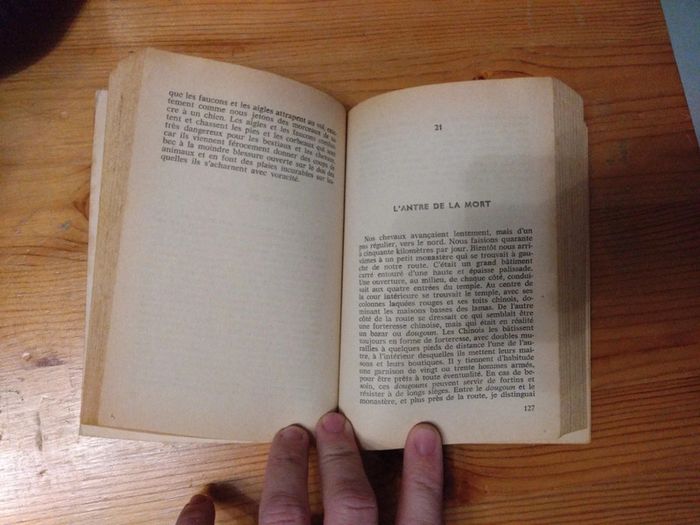 que les faucons et les aigles attrapent au vol, exac-
tement comme nous jetons des morceaux de su-
cre à un chien. Les aigles et les faucons combat-
tent et chassent les pies et les corbeaux qui sont
très dangereux pour les bestiaux et les chevaux,
car ils viennent férocement donner des coups de
bec à la moindre blessure ouverte sur le dos des
animaux et en font des plaies incurables sur les-
quelles ils s'acharnent avec voracité.
21
L'ANTRE DE LA MORT
Nos chevaux avançaient lentement, mais d'un
pas régulier, vers le nord. Nous faisions quarante
à cinquante kilomètres par jour. Bientôt nous arri-
vâmes à un petit monastère qui se trouvait à gau-
che de notre route. C'était un grand bâtiment
carré entouré d'une haute et épaisse palissade.
Une ouverture, au milieu, de chaque côté, condui-
sait aux quatre entrées du temple. Au centre de
la cour intérieure se trouvait le temple, avec ses
colonnes laquées rouges et ses toits chinois, do-
minant les maisons basses des lamas. De l'autre
côté de la route se dressait ce qui semblait être
une forteresse chinoise, mais qui était en réalité
un bazar ou dougoun. Les Chinois les bâtissent
toujours en forme de forteresse, avec doubles mu-
railles à quelques pieds de distance l'une de l'au-
tre, à l'intérieur desquelles ils mettent leurs mai-
sons et leurs boutiques. Il y tiennent d'habitude
une garnison de vingt ou trente hommes armés,
pour être prêts à toute éventualité. En cas de be-
soin, ces dougouns peuvent servir de fortins et
résister à de longs sièges. Entre le dougoun et le
monastère, et plus près de la route, je distinguai
127